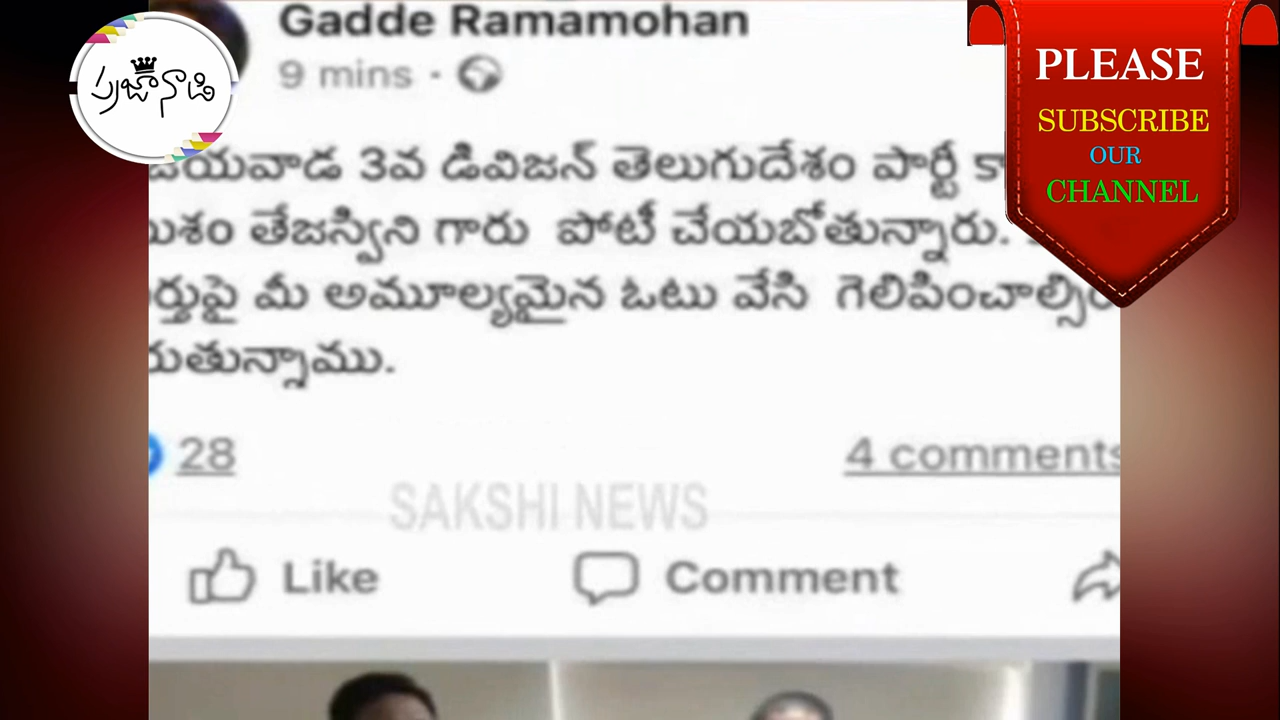 Gadde Ramamohan
9 mins ·
ప్రజానాడి
3వ డివిజన్ తెలుగుదేశం పార్టీ
తేజస్విని గారు పోటీ చేయబోతున్నారు.
మీ అమూల్యమైన ఓటు వేసి
28
4 comments
SAKSHI NEWS
Like
Comment
PLEASE
SUBSCRIBE
OUR
CHANNEL